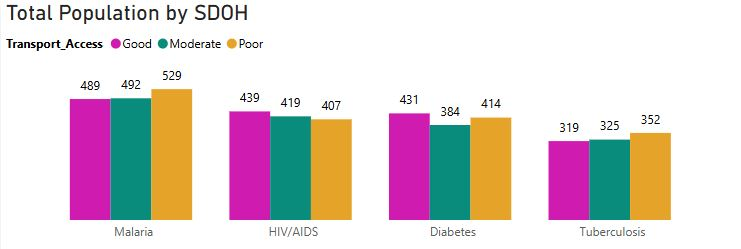 Total Population by SDOH
Transport_Access Good Moderate Poor
489 492 529 439 419 407 431 384 414 319 325 352
Malaria HIV/AIDS Diabetes Tuberculosis